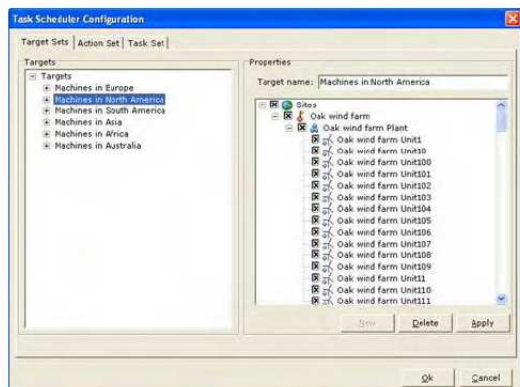 Task Scheduler Configuration
Target Sets
Action Set
Task Set
Targets
Targets
Machines in Europe
Machines in North America
Machines in South America
Machines in Asia
Machines in Africa
Machines in Australia
Properties
Target name: Machines in North America
Sites
Oak wind farm
Oak wind farm Plant
Oak wind farm Unit1
Oak wind farm Unit10
Oak wind farm Unit100
Oak wind farm Unit101
Oak wind farm Unit102
Oak wind farm Unit103
Oak wind farm Unit104
Oak wind farm Unit105
Oak wind farm Unit106
Oak wind farm Unit107
Oak wind farm Unit108
Oak wind farm Unit109
Oak wind farm Unit11
Oak wind farm Unit110
Oak wind farm Unit111
New
Delete
Apply
Ok
Cancel